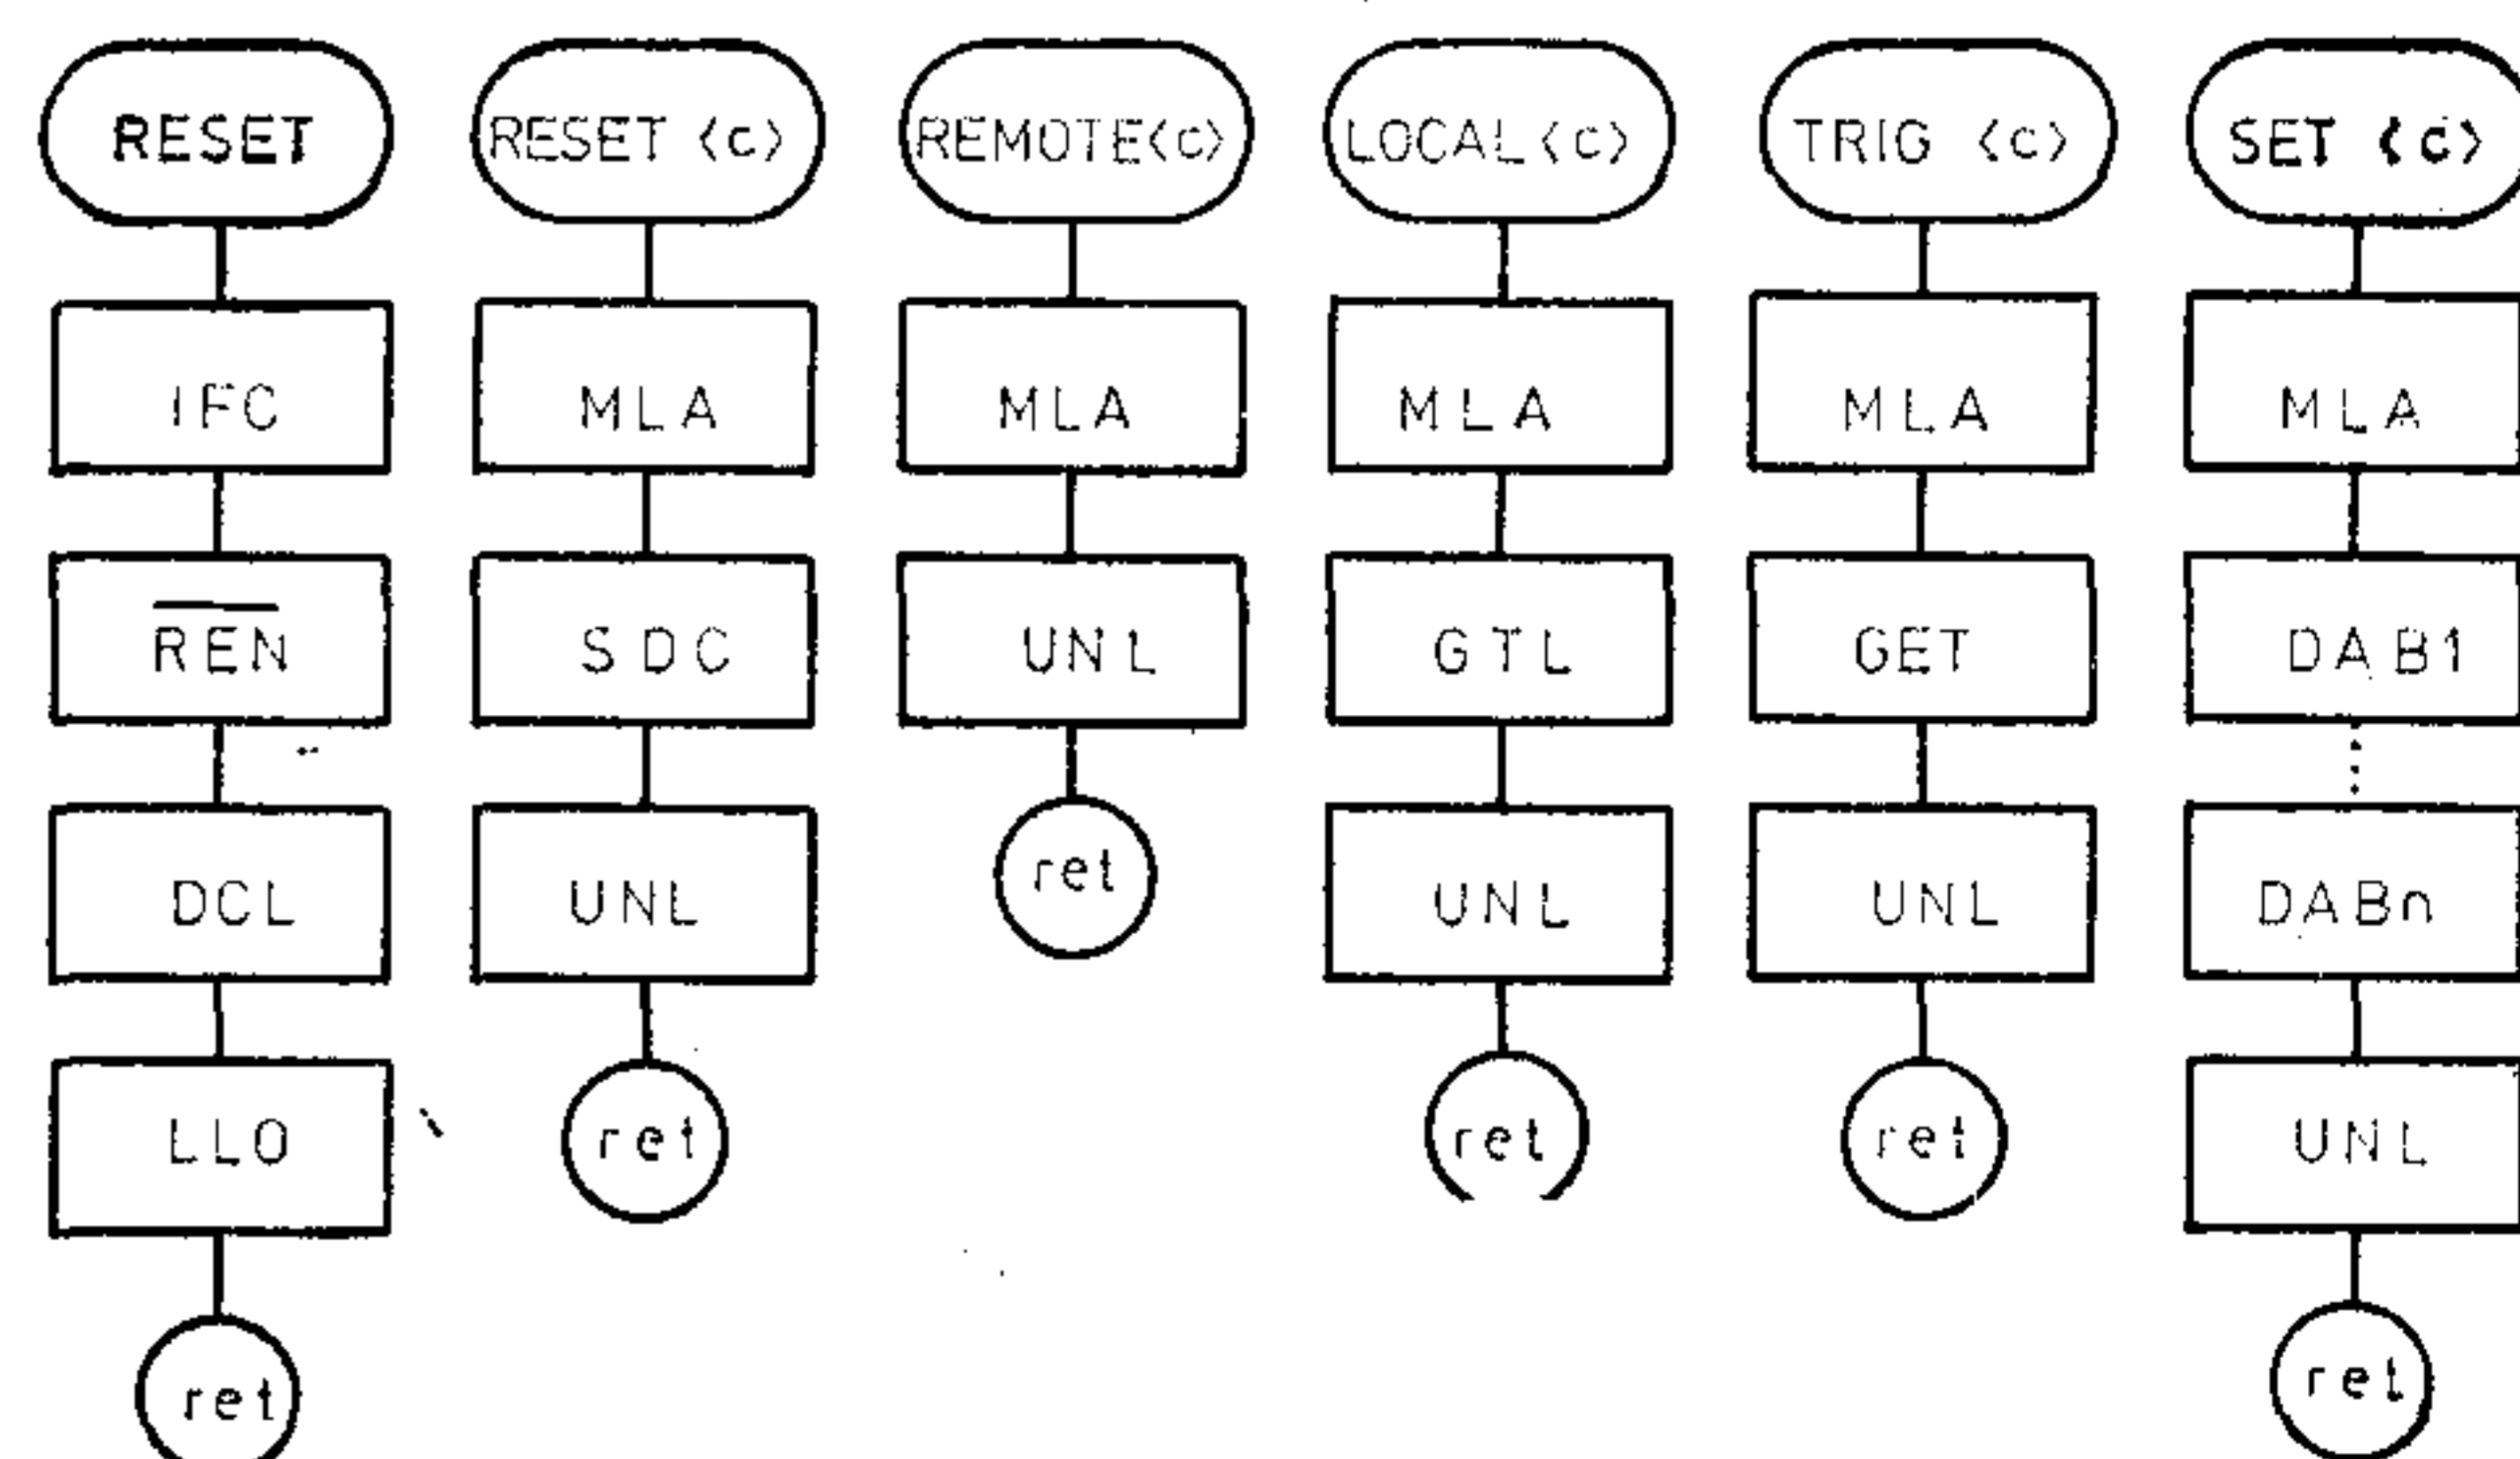 RESET
IFC
R̅E̅N̅
DCL
LLO
ret
RESET <c>
MLA
SDC
UNL
ret
REMOTE<c>
MLA
UNL
ret
LOCAL<c>
MLA
GTL
UNL
ret
TRIG <c>
MLA
GET
UNL
ret
SET <c>
MLA
DAB1
DABn
UNL
ret